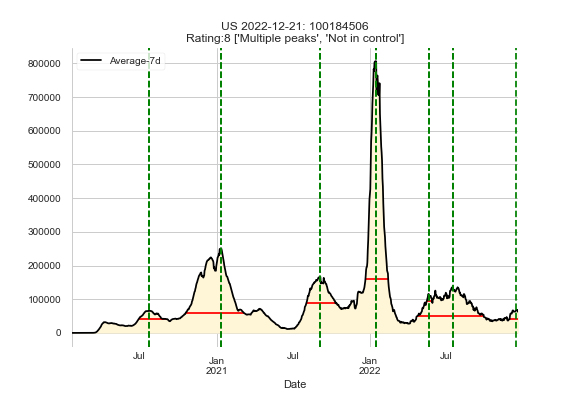 US 2022-12-21: 100184506
Rating:8 ['Multiple peaks', 'Not in control']
Average-7d
800000
700000
600000
500000
400000
300000
200000
100000
0
Jul
Jan
2021
Jul
Jan
2022
Jul
Date